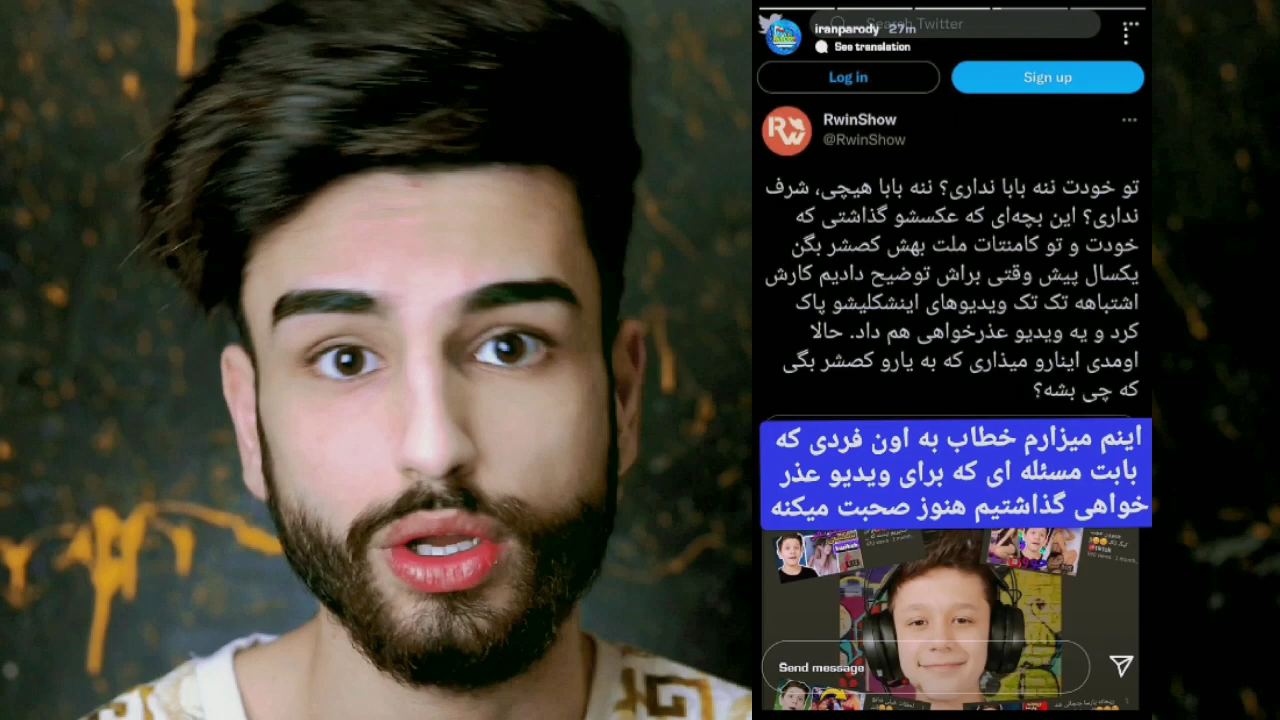 Search Twitter
iranparody 27m
See translation
Log in
Sign up
RW
RwinShow
@RwinShow
تو خودت ننه بابا نداری؟ ننه بابا هیچی، شرف
نداری؟ این بچه‌ای که عکسشو گذاشتی که
خودت و تو کامنتات ملت بهش کصشر بگن
یکسال پیش وقتی براش توضیح دادیم کارش
اشتباهه تک تک ویدیوهای اینشکلیشو پاک
کرد و یه ویدیو عذرخواهی هم داد. حالا
اومدی اینارو میذاری که به یارو کصشر بگی
که چی بشه؟
اینم میزارم خطاب به اون فردی که
بابت مسئله ای که برای ویدیو عذر
خواهی گذاشتیم هنوز صحبت میکنه
Send message